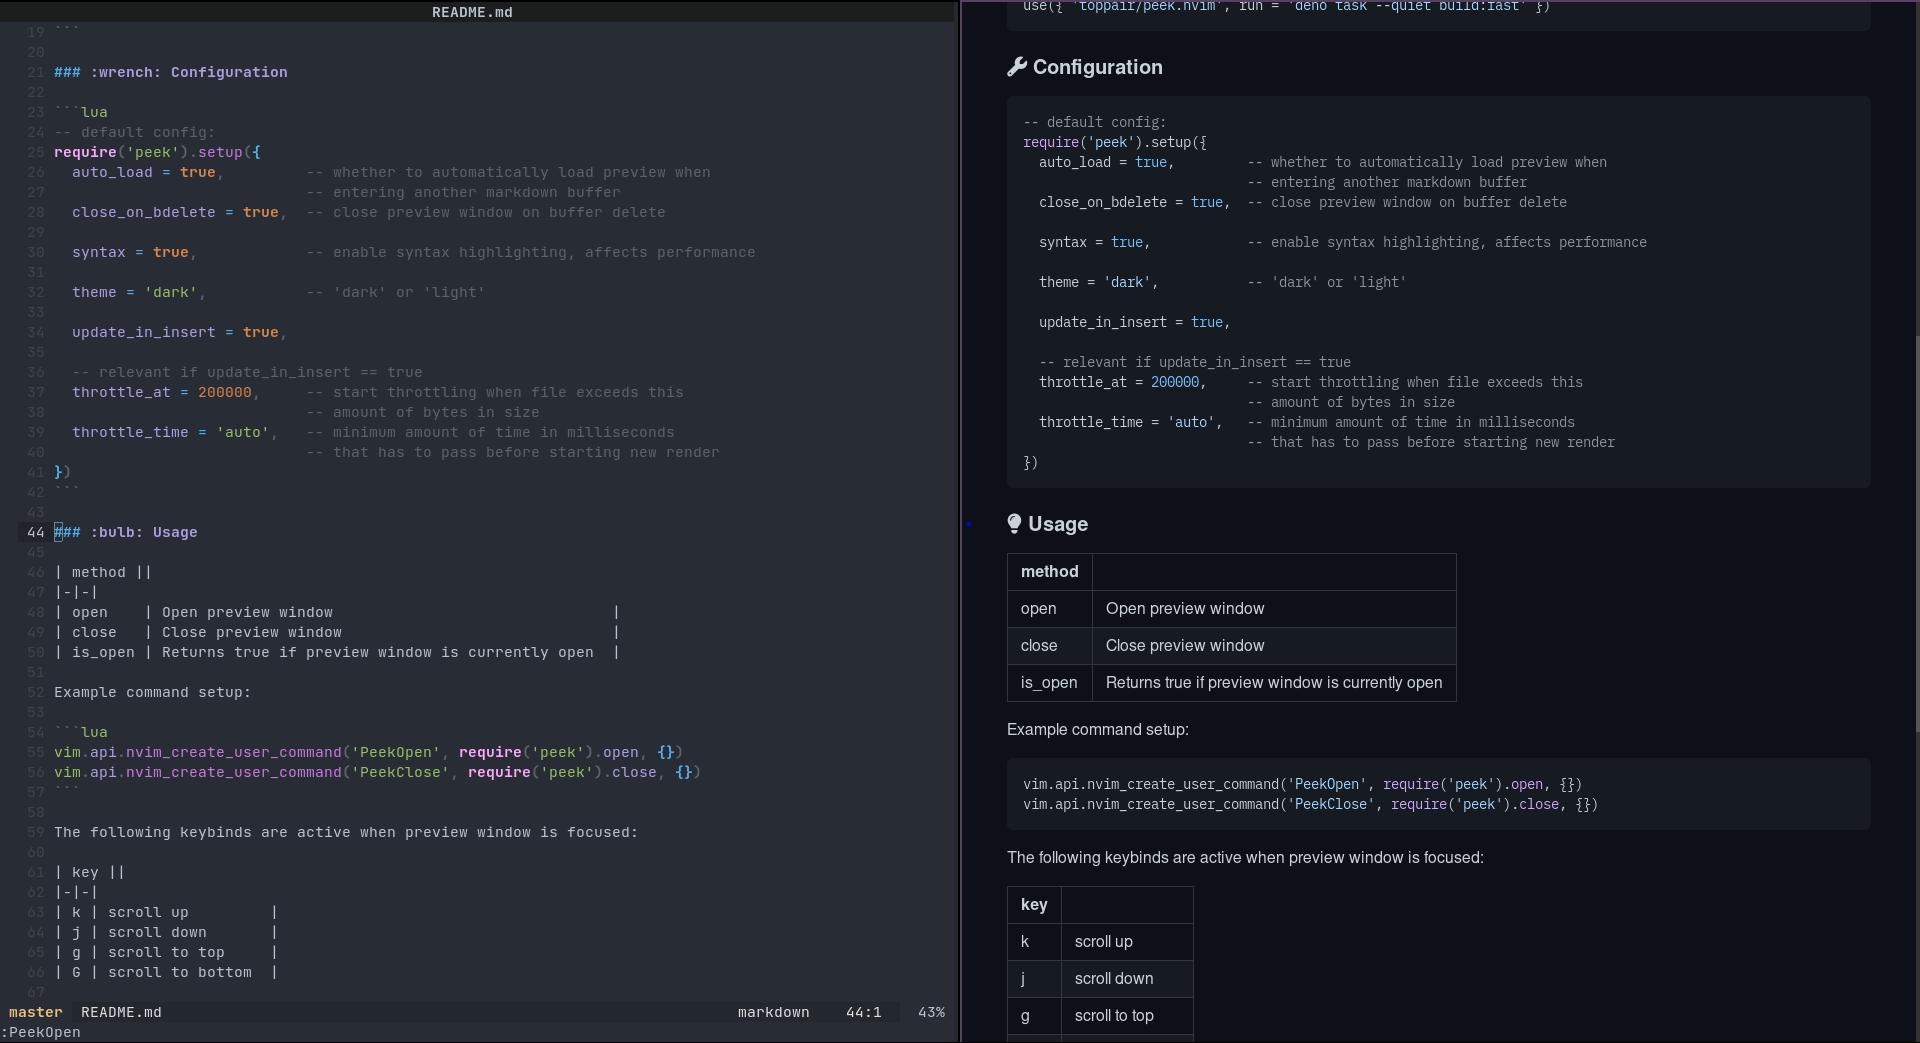 README.md
19 ```
20
21 ### :wrench: Configuration
22
23 ```lua
24 -- default config:
25 require('peek').setup({
26   auto_load = true,         -- whether to automatically load preview when
27                             -- entering another markdown buffer
28   close_on_bdelete = true,  -- close preview window on buffer delete
29
30   syntax = true,            -- enable syntax highlighting, affects performance
31
32   theme = 'dark',           -- 'dark' or 'light'
33
34   update_in_insert = true,
35
36   -- relevant if update_in_insert == true
37   throttle_at = 200000,     -- start throttling when file exceeds this
38                             -- amount of bytes in size
39   throttle_time = 'auto',   -- minimum amount of time in milliseconds
40                             -- that has to pass before starting new render
41 })
42 ```
43
44 ### :bulb: Usage
45
46 | method ||
47 |-|-|
48 | open    | Open preview window                               |
49 | close   | Close preview window                              |
50 | is_open | Returns true if preview window is currently open  |
51
52 Example command setup:
53
54 ```lua
55 vim.api.nvim_create_user_command('PeekOpen', require('peek').open, {})
56 vim.api.nvim_create_user_command('PeekClose', require('peek').close, {})
57 ```
58
59 The following keybinds are active when preview window is focused:
60
61 | key ||
62 |-|-|
63 | k | scroll up         |
64 | j | scroll down       |
65 | g | scroll to top     |
66 | G | scroll to bottom  |
67
master README.md markdown 44:1 43%
:PeekOpen
use({ 'toppair/peek.nvim', run = 'deno task --quiet build:fast' })
Configuration
-- default config:
require('peek').setup({
  auto_load = true,         -- whether to automatically load preview when
                            -- entering another markdown buffer
  close_on_bdelete = true,  -- close preview window on buffer delete
  syntax = true,            -- enable syntax highlighting, affects performance
  theme = 'dark',           -- 'dark' or 'light'
  update_in_insert = true,
  -- relevant if update_in_insert == true
  throttle_at = 200000,     -- start throttling when file exceeds this
                            -- amount of bytes in size
  throttle_time = 'auto',   -- minimum amount of time in milliseconds
                            -- that has to pass before starting new render
})
Usage
method
open Open preview window
close Close preview window
is_open Returns true if preview window is currently open
Example command setup:
vim.api.nvim_create_user_command('PeekOpen', require('peek').open, {})
vim.api.nvim_create_user_command('PeekClose', require('peek').close, {})
The following keybinds are active when preview window is focused:
key
k scroll up
j scroll down
g scroll to top